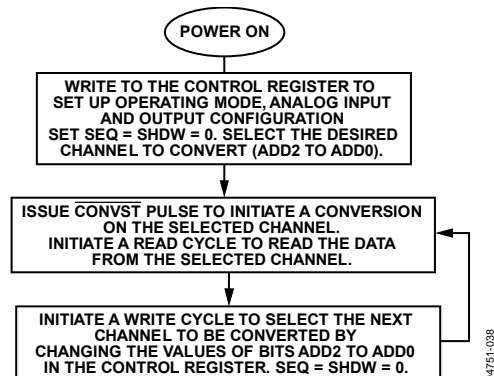 POWER ON
WRITE TO THE CONTROL REGISTER TO
SET UP OPERATING MODE, ANALOG INPUT
AND OUTPUT CONFIGURATION
SET SEQ = SHDW = 0. SELECT THE DESIRED
CHANNEL TO CONVERT (ADD2 TO ADD0).
ISSUE CONVST PULSE TO INITIATE A CONVERSION
ON THE SELECTED CHANNEL.
INITIATE A READ CYCLE TO READ THE DATA
FROM THE SELECTED CHANNEL.
INITIATE A WRITE CYCLE TO SELECT THE NEXT
CHANNEL TO BE CONVERTED BY
CHANGING THE VALUES OF BITS ADD2 TO ADD0
IN THE CONTROL REGISTER. SEQ = SHDW = 0.
04751-038